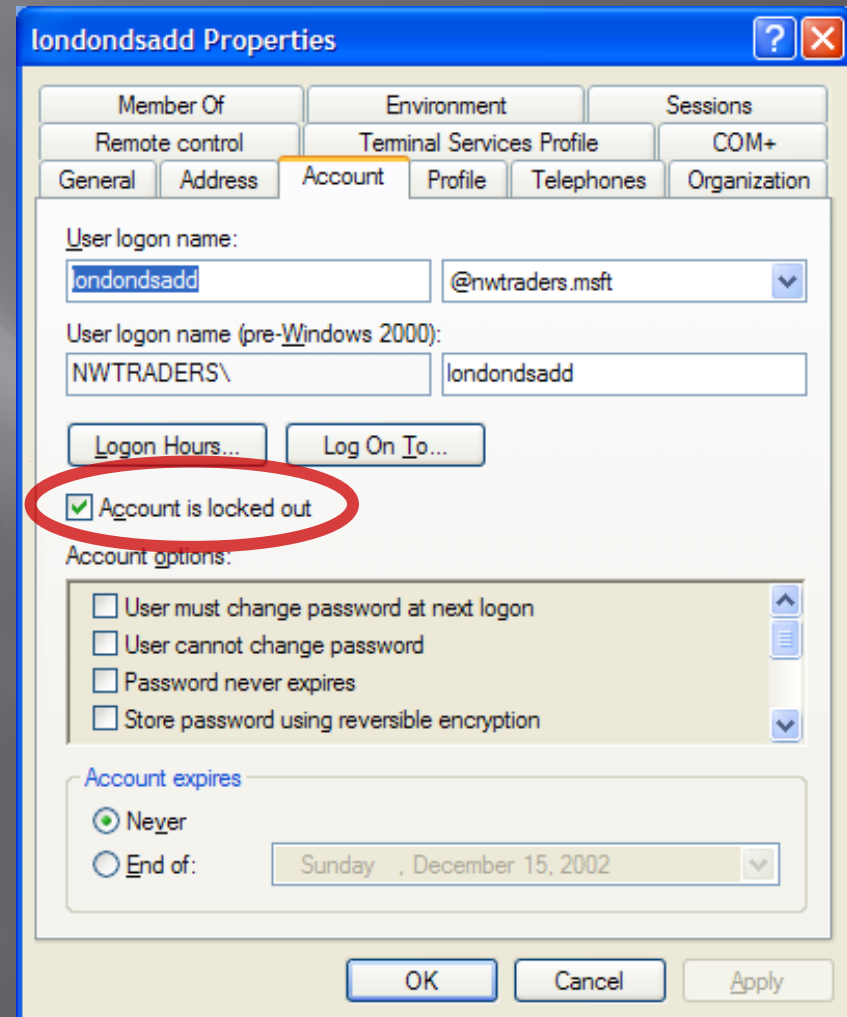 londondsadd Properties
Member Of Environment Sessions
Remote control Terminal Services Profile COM+
General Address Account Profile Telephones Organization
User logon name:
londondsadd @nwtraders.msft
User logon name (pre-Windows 2000):
NWTRADERS\ londondsadd
Logon Hours... Log On To...
Account is locked out
Account options:
User must change password at next logon
User cannot change password
Password never expires
Store password using reversible encryption
Account expires
Never
End of: Sunday , December 15, 2002
OK Cancel Apply